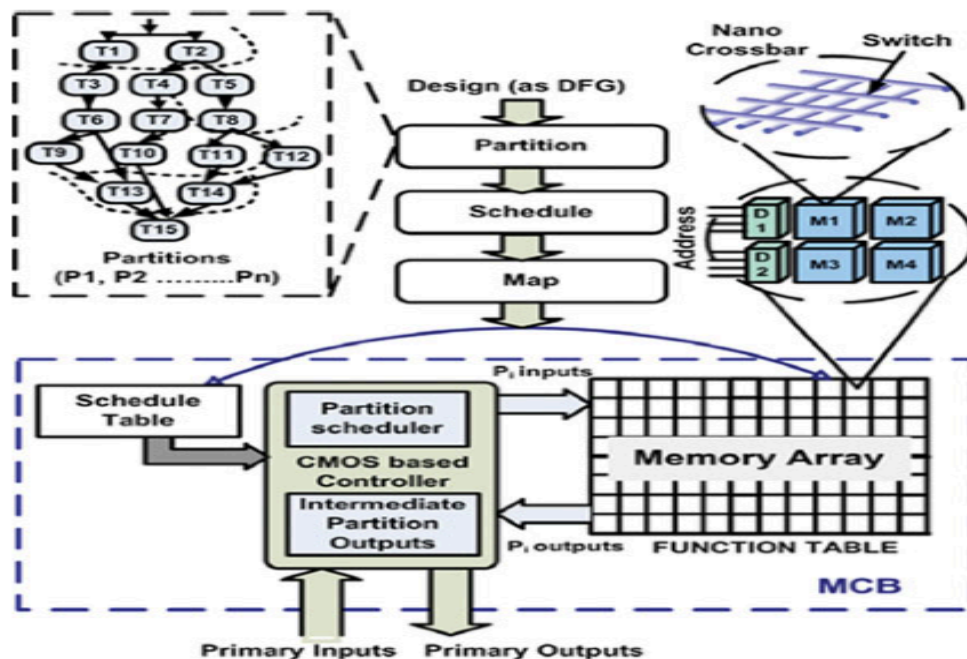 T1 T2
T3 T4 T5
T6 T7 T8
T9 T10 T11 T12
T13 T14
T15
Partitions
(P1, P2 ..........Pn)
Design (as DFG)
Partition
Schedule
Map
Nano
Crossbar
Switch
Address
D
1
M1
M2
D
2
M3
M4
Schedule
Table
Partition
scheduler
CMOS based
Controller
Intermediate
Partition
Outputs
Pi inputs
Pi outputs
Memory Array
FUNCTION TABLE
MCB
Primary Inputs
Primary Outputs